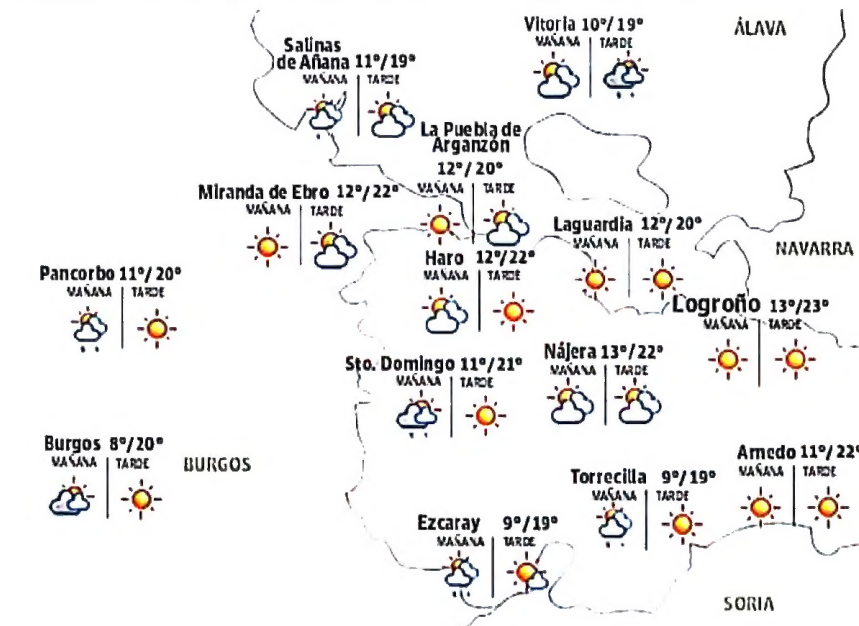 Vitoria 10°/19°
MAÑANA TARDE
ÁLAVA
Salinas
de Añana 11°/19°
MAÑANA TARDE
La Puebla de
Arganzón
12°/20°
MAÑANA TARDE
Miranda de Ebro 12°/22°
MAÑANA TARDE
Laguardia 12°/20°
MAÑANA TARDE
NAVARRA
Haro 12°/22°
MAÑANA TARDE
Pancorbo 11°/20°
MAÑANA TARDE
Logroño 13°/23°
MAÑANA TARDE
Sto. Domingo 11°/21°
MAÑANA TARDE
Nájera 13°/22°
MAÑANA TARDE
Burgos 8°/20°
MAÑANA TARDE
BURGOS
Arnedo 11°/22°
MAÑANA TARDE
Torrecilla 9°/19°
MAÑANA TARDE
Ezcaray 9°/19°
MAÑANA TARDE
SORIA